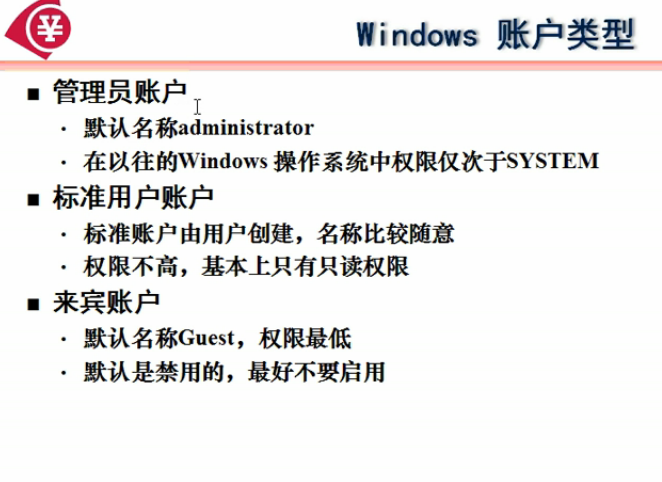 Windows 账户类型
■ 管理员账户
· 默认名称administrator
· 在以往的Windows 操作系统中权限仅次于SYSTEM
■ 标准用户账户
· 标准账户由用户创建，名称比较随意
· 权限不高，基本上只有只读权限
■ 来宾账户
· 默认名称Guest，权限最低
· 默认是禁用的，最好不要启用